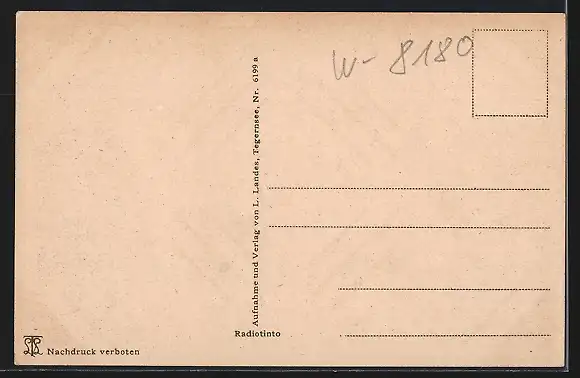 W- 8180
Aufnahme und Verlag von L. Landes, Tegernsee, Nr. 6199 a
Radiotinto
Nachdruck verboten